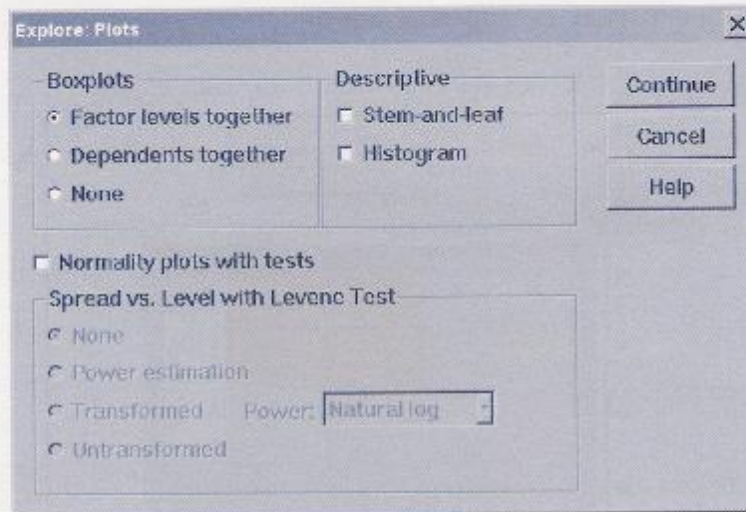 Explore: Plots
Boxplots
Factor levels together
Dependents together
None
Descriptive
Stem-and-leaf
Histogram
Continue
Cancel
Help
Normality plots with tests
Spread vs. Level with Levene Test
None
Power estimation
Transformed Power: Natural log
Untransformed